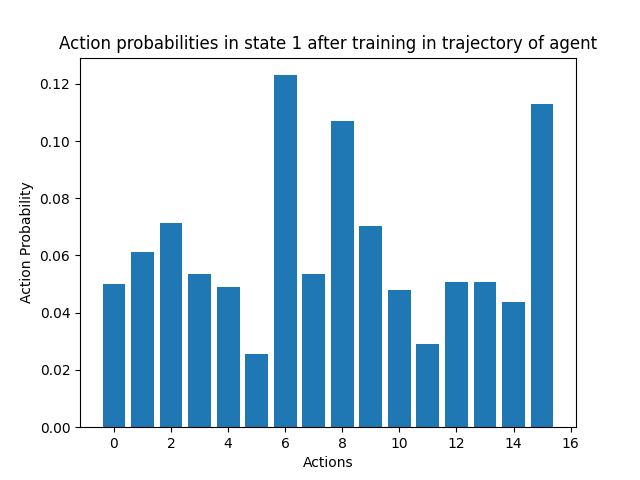 Action probabilities in state 1 after training in trajectory of agent
0.12
0.10
0.08
0.06
0.04
0.02
0.00
Action Probability
0 2 4 6 8 10 12 14 16
Actions